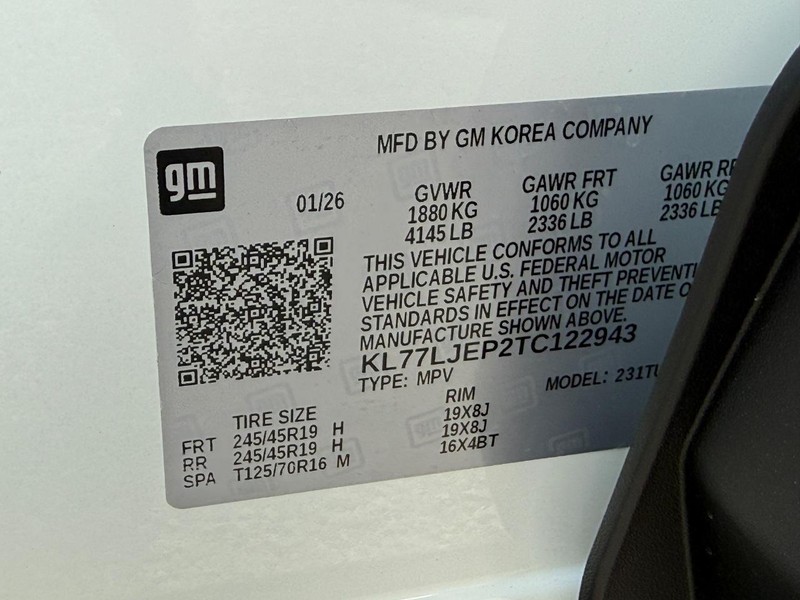 MFD BY GM KOREA COMPANY
gm
01/26
GVWR
1880 KG
4145 LB
GAWR FRT
1060 KG
2336 LB
GAWR
1060 KG
2336 LB
THIS VEHICLE CONFORMS TO ALL
APPLICABLE U.S. FEDERAL MOTOR
VEHICLE SAFETY AND THEFT PREVENTI
STANDARDS IN EFFECT ON THE DATE O
MANUFACTURE SHOWN ABOVE.
KL77LJEP2TC122943
TYPE: MPV MODEL: 231TU
TIRE SIZE RIM
FRT 245/45R19 H 19X8J
RR 245/45R19 H 19X8J
SPA T125/70R16 M 16X4BT